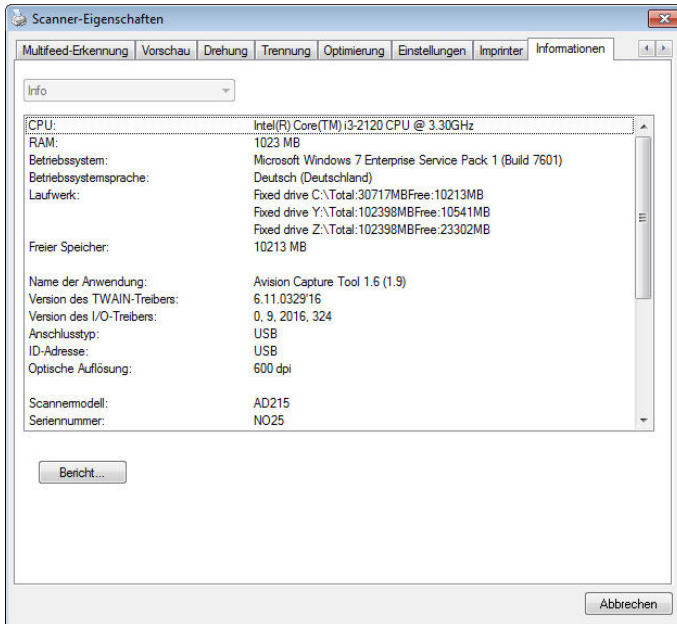 Scanner-Eigenschaften
Multifeed-Erkennung Vorschau Drehung Trennung Optimierung Einstellungen Imprinter Informationen
Info
CPU: Intel(R) Core(TM) i3-2120 CPU @ 3.30GHz
RAM: 1023 MB
Betriebssystem: Microsoft Windows 7 Enterprise Service Pack 1 (Build 7601)
Betriebssystemsprache: Deutsch (Deutschland)
Laufwerk: Fixed drive C:\Total:30717MBFree:10213MB
Fixed drive Y:\Total:102398MBFree:10541MB
Fixed drive Z:\Total:102398MBFree:23302MB
Freier Speicher: 10213 MB
Name der Anwendung: Avision Capture Tool 1.6 (1.9)
Version des TWAIN-Treibers: 6.11.0329'16
Version des I/O-Treibers: 0, 9, 2016, 324
Anschlusstyp: USB
ID-Adresse: USB
Optische Auflösung: 600 dpi
Scannermodell: AD215
Seriennummer: NO25
Bericht...
Abbrechen